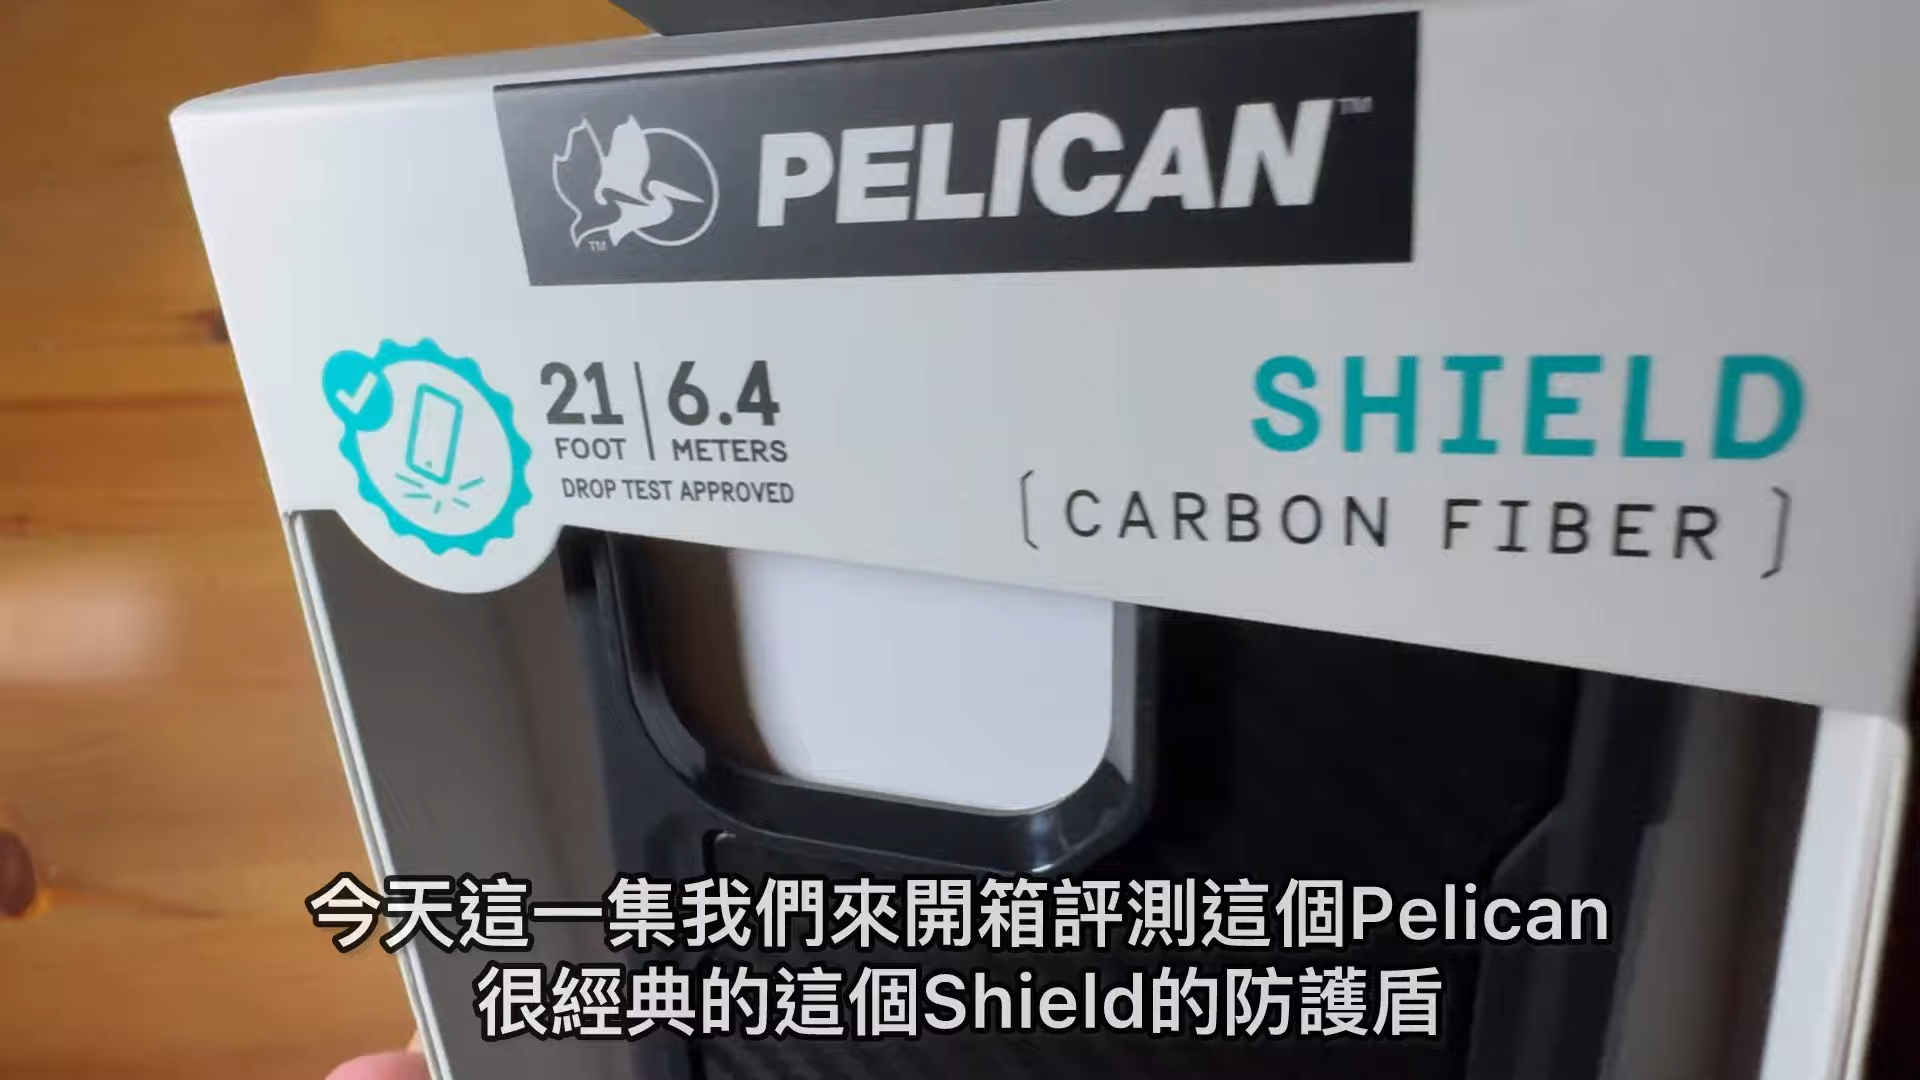 PELICAN™
TM
21 FOOT | 6.4 METERS
DROP TEST APPROVED
SHIELD
[CARBON FIBER]
今天這一集我們來開箱評測這個Pelican
很經典的這個Shield的防護盾